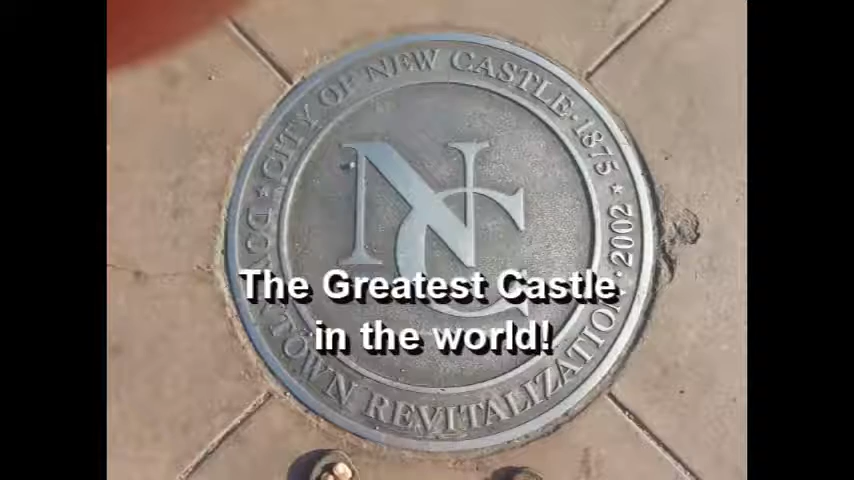 CITY OF NEW CASTLE · 1875 ★ 2002 · DOWNTOWN REVITALIZATION ★
NC
The Greatest Castle
in the world!